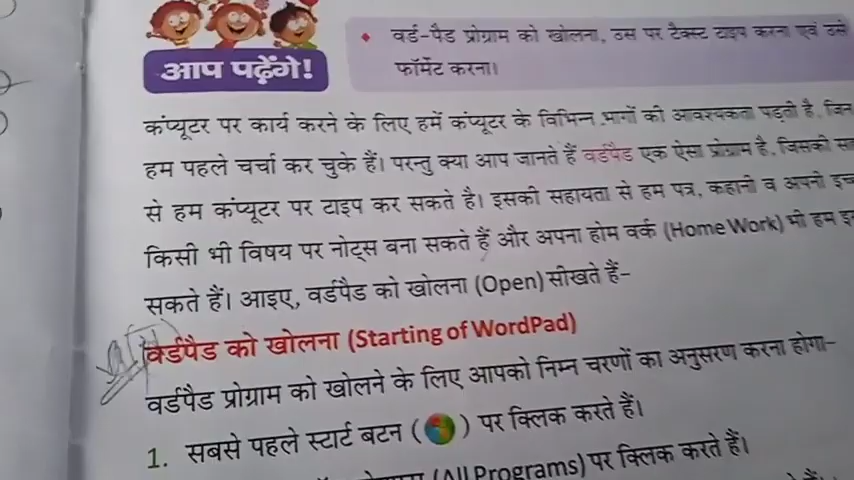 आप पढ़ेंगे!
वर्ड-पैड प्रोग्राम को खोलना, उस पर टैक्स्ट टाइप करना एवं उसे
फॉर्मेट करना।
कंप्यूटर पर कार्य करने के लिए हमें कंप्यूटर के विभिन्न भागों की आवश्यकता पड़ती है, जिन
हम पहले चर्चा कर चुके हैं। परन्तु क्या आप जानते हैं वर्डपैड एक ऐसा प्रोग्राम है, जिसकी
से हम कंप्यूटर पर टाइप कर सकते है। इसकी सहायता से हम पत्र, कहानी व अपनी
किसी भी विषय पर नोट्स बना सकते हैं और अपना होम वर्क (Home Work) भी हम
सकते हैं। आइए, वर्डपैड को खोलना (Open) सीखते हैं-
वर्डपैड को खोलना (Starting of WordPad)
वर्डपैड प्रोग्राम को खोलने के लिए आपको निम्न चरणों का अनुसरण करना होगा-
1. सबसे पहले स्टार्ट बटन ( ) पर क्लिक करते हैं।
(All Programs) पर क्लिक करते हैं।